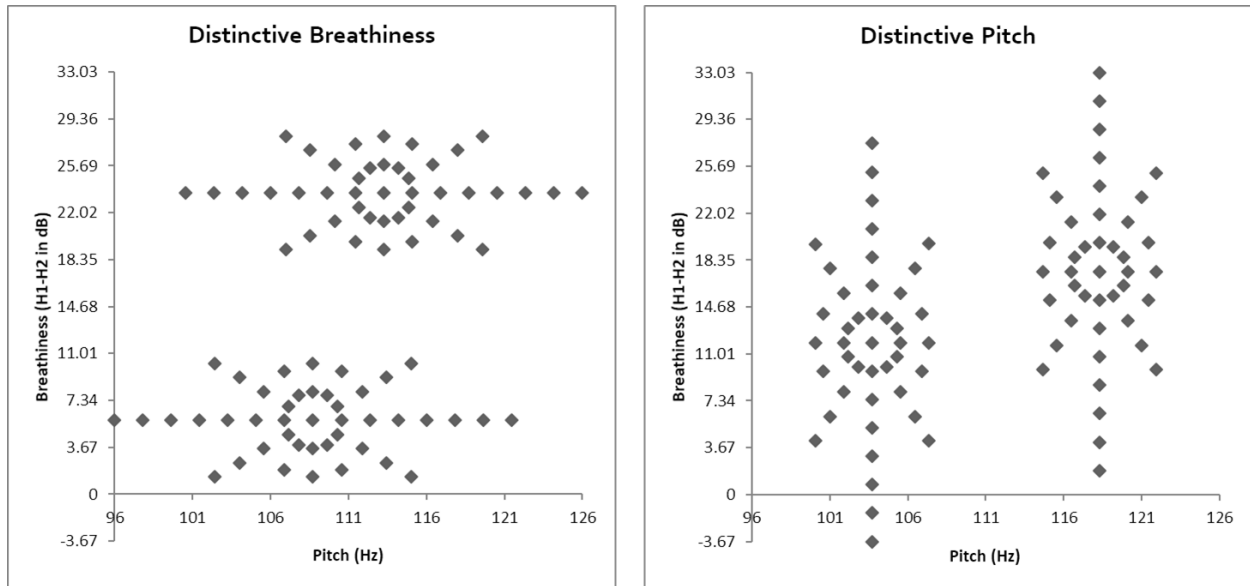 Distinctive Breathiness
33.03
29.36
25.69
22.02
18.35
14.68
11.01
7.34
3.67
0
-3.67
Breathiness (H1-H2 in dB)
96 101 106 111 116 121 126
Pitch (Hz)
Distinctive Pitch
33.03
29.36
25.69
22.02
18.35
14.68
11.01
7.34
3.67
0
-3.67
Breathiness (H1-H2 in dB)
96 101 106 111 116 121 126
Pitch (Hz)